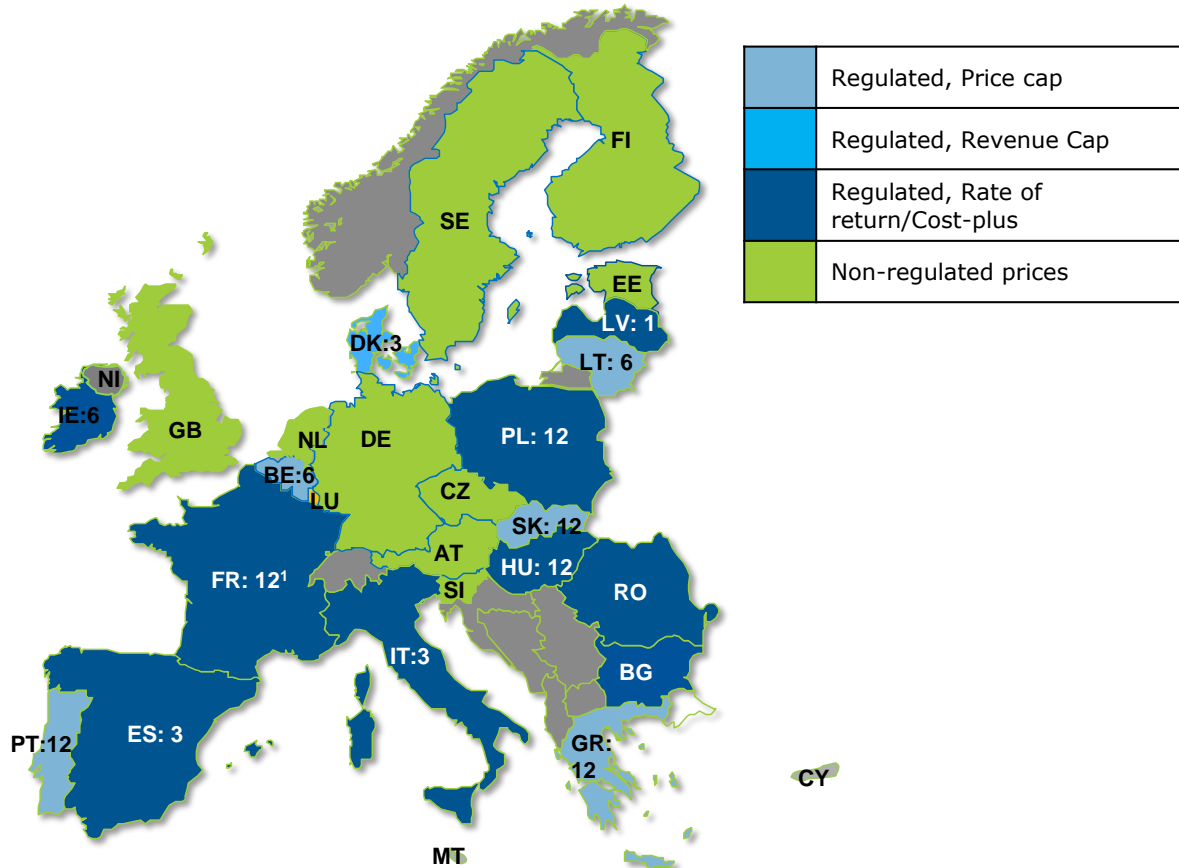 Regulated, Price cap
Regulated, Revenue Cap
Regulated, Rate of
return/Cost-plus
Non-regulated prices
FI
SE
EE
LV: 1
DK:3
LT: 6
NI
IE:6
GB
NL
DE
PL: 12
BE:6
LU
CZ
SK: 12
AT
HU: 12
FR: 12¹
SI
RO
IT:3
BG
PT:12
ES: 3
GR:
12
CY
MT